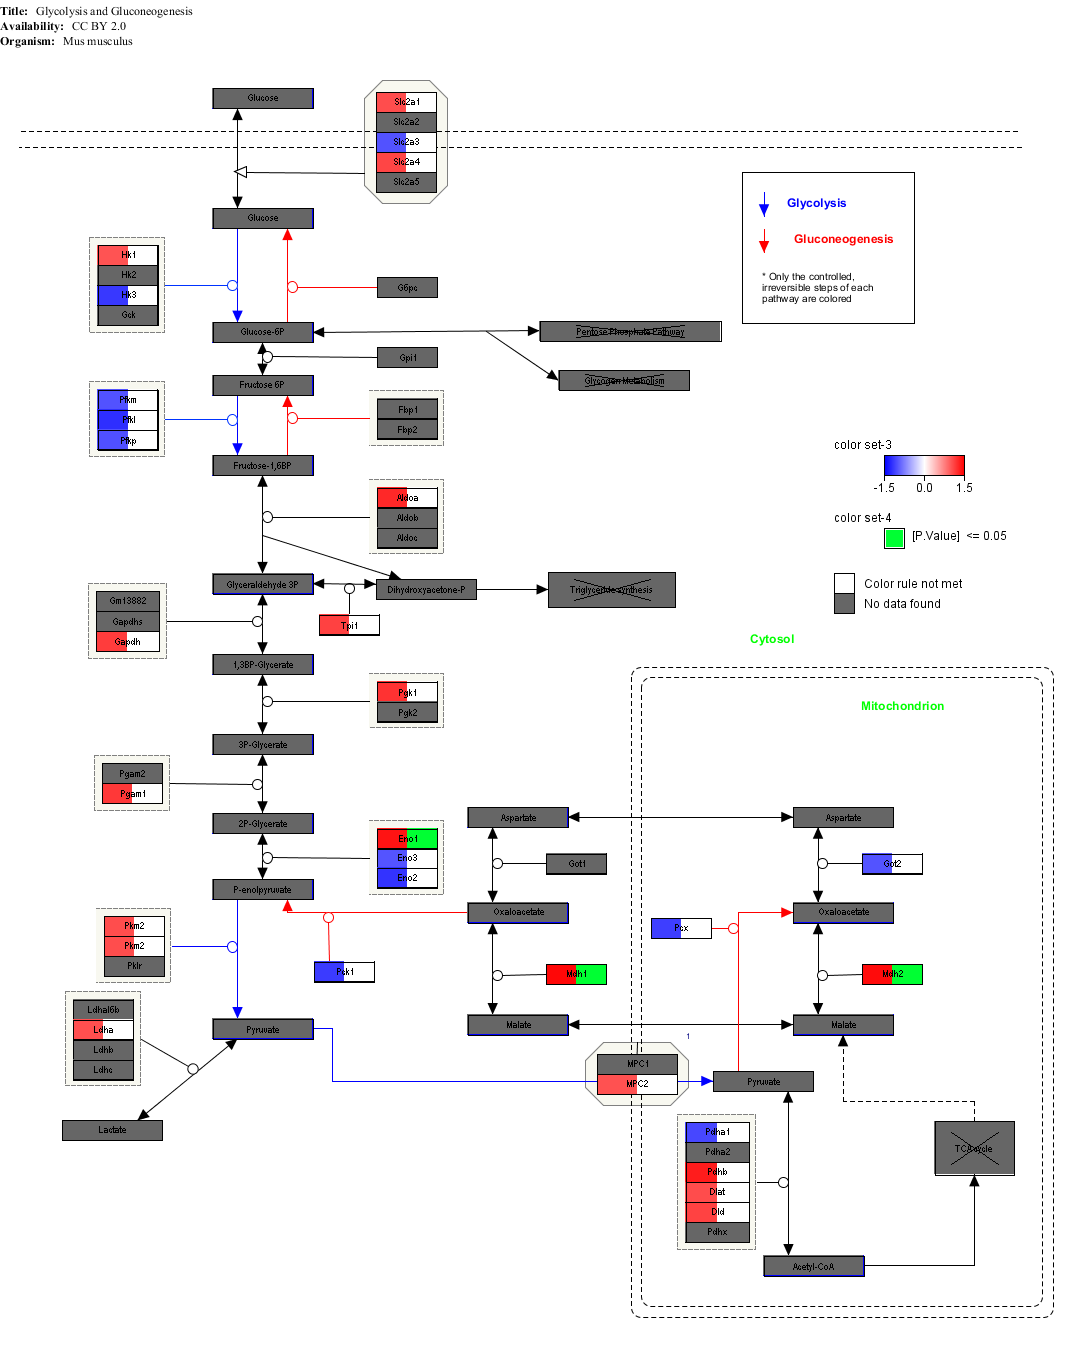 Title: Glycolysis and Gluconeogenesis
Availability: CC BY 2.0
Organism: Mus musculus
Glucose
Slc2a1
Slc2a2
Slc2a3
Slc2a4
Slc2a5
Glucose
Glycolysis
Gluconeogenesis
* Only the controlled,
irreversible steps of each
pathway are colored
Hk1
Hk2
Hk3
Gck
G6pc
Glucose-6P
Pentose Phosphate Pathway
Gpi1
Fructose 6P
Glycogen Metabolism
Pfkm
Pfkl
Pfkp
Fbp1
Fbp2
Fructose-1,6BP
color set-3
-1.5 0.0 1.5
color set-4
[P.Value] <= 0.05
Color rule not met
No data found
Aldoa
Aldob
Aldoc
Glyceraldehyde 3P
Dihydroxyacetone-P
Triglyceride synthesis
Gm13882
Gapdhs
Gapdh
Tpi1
Cytosol
1,3BP-Glycerate
Pgk1
Pgk2
Mitochondrion
3P-Glycerate
Pgam2
Pgam1
2P-Glycerate
Aspartate
Aspartate
Eno1
Eno3
Eno2
Got1
Got2
P-enolpyruvate
Oxaloacetate
Oxaloacetate
Pkm2
Pkm2
Pklr
Pcx
Pck1
Mdh1
Mdh2
Ldhal6b
Ldha
Ldhb
Ldhc
Pyruvate
Malate
Malate
1
MPC1
MPC2
Pyruvate
Lactate
Pdha1
Pdha2
Pdhb
Dlat
Dld
Pdhx
TCA cycle
Acetyl-CoA